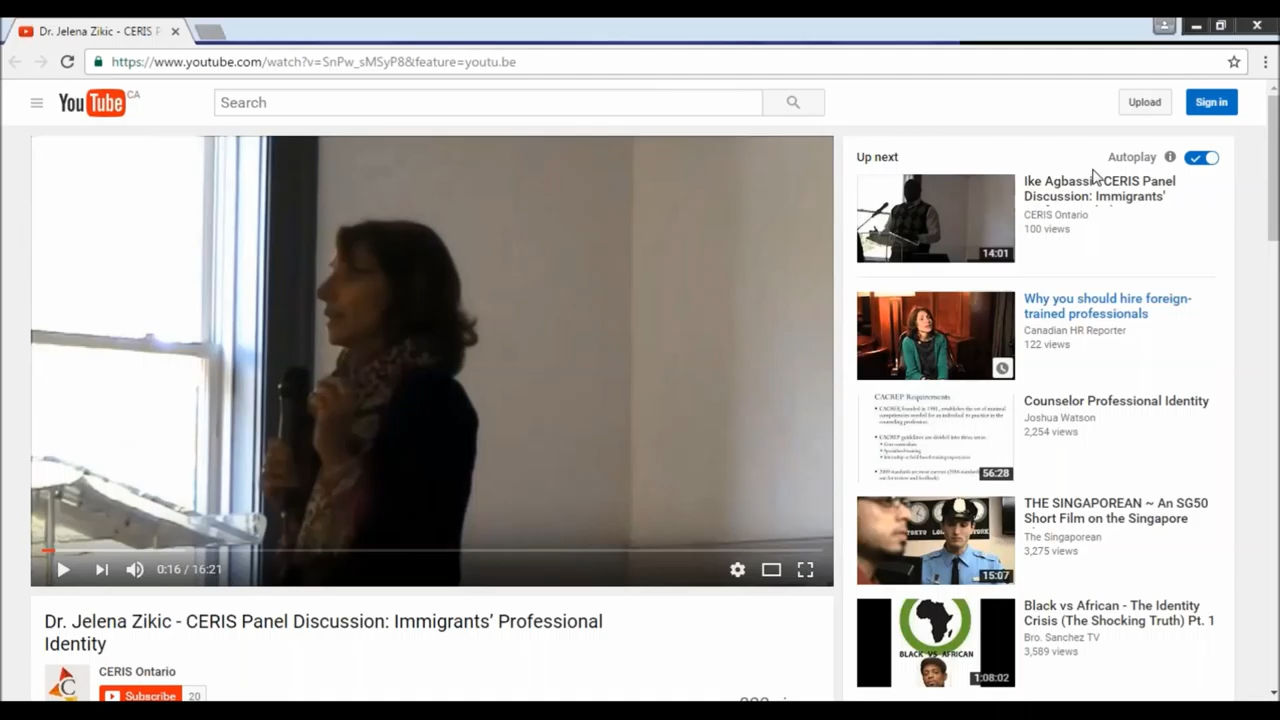 Dr. Jelena Zikic - CERIS P
https://www.youtube.com/watch?v=SnPw_sMSyP8&feature=youtu.be
YouTube CA
Search
Upload
Sign in
Up next
Autoplay
Ike Agbassi - CERIS Panel
Discussion: Immigrants'
CERIS Ontario
100 views
14:01
Why you should hire foreign-
trained professionals
Canadian HR Reporter
122 views
CACREP Requirements
Counselor Professional Identity
Joshua Watson
2,254 views
56:28
THE SINGAPOREAN ~ An SG50
Short Film on the Singapore
The Singaporean
3,275 views
15:07
Black vs African - The Identity
Crisis (The Shocking Truth) Pt. 1
Bro. Sanchez TV
3,589 views
BLACK VS AFRICAN
1:08:02
0:16 / 16:21
Dr. Jelena Zikic - CERIS Panel Discussion: Immigrants’ Professional
Identity
CERIS Ontario
Subscribe
20